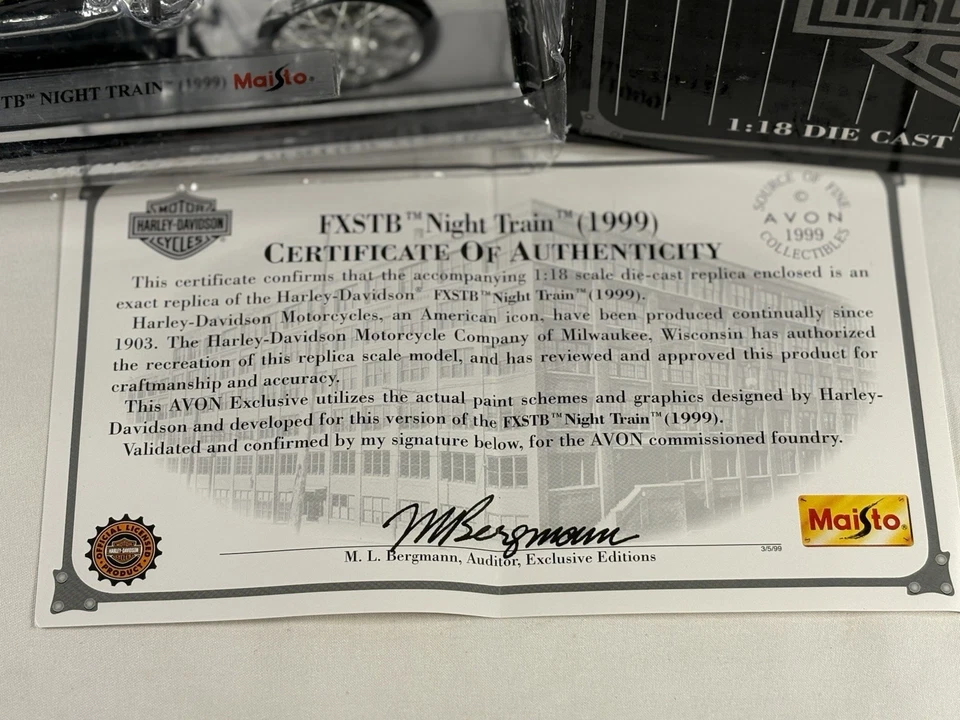 TB™ NIGHT TRAIN™ (1999) Maisto®
1:18 DIE CAST
MOTOR
HARLEY-DAVIDSON
CYCLES
FXSTB™ Night Train™ (1999)
CERTIFICATE OF AUTHENTICITY
SOURCE OF FINE
©
AVON
1999
COLLECTIBLES
This certificate confirms that the accompanying 1:18 scale die-cast replica enclosed is an
exact replica of the Harley-Davidson® FXSTB™ Night Train™ (1999).
Harley-Davidson Motorcycles, an American icon, have been produced continually since
1903. The Harley-Davidson Motorcycle Company of Milwaukee, Wisconsin has authorized
the recreation of this replica scale model, and has reviewed and approved this product for
craftmanship and accuracy.
This AVON Exclusive utilizes the actual paint schemes and graphics designed by Harley-
Davidson and developed for this version of the FXSTB™ Night Train™ (1999).
Validated and confirmed by my signature below, for the AVON commissioned foundry.
MLBergmann
M. L. Bergmann, Auditor, Exclusive Editions
3/5/99
OFFICIAL LICENSED
HARLEY-DAVIDSON
PRODUCT
Maisto®